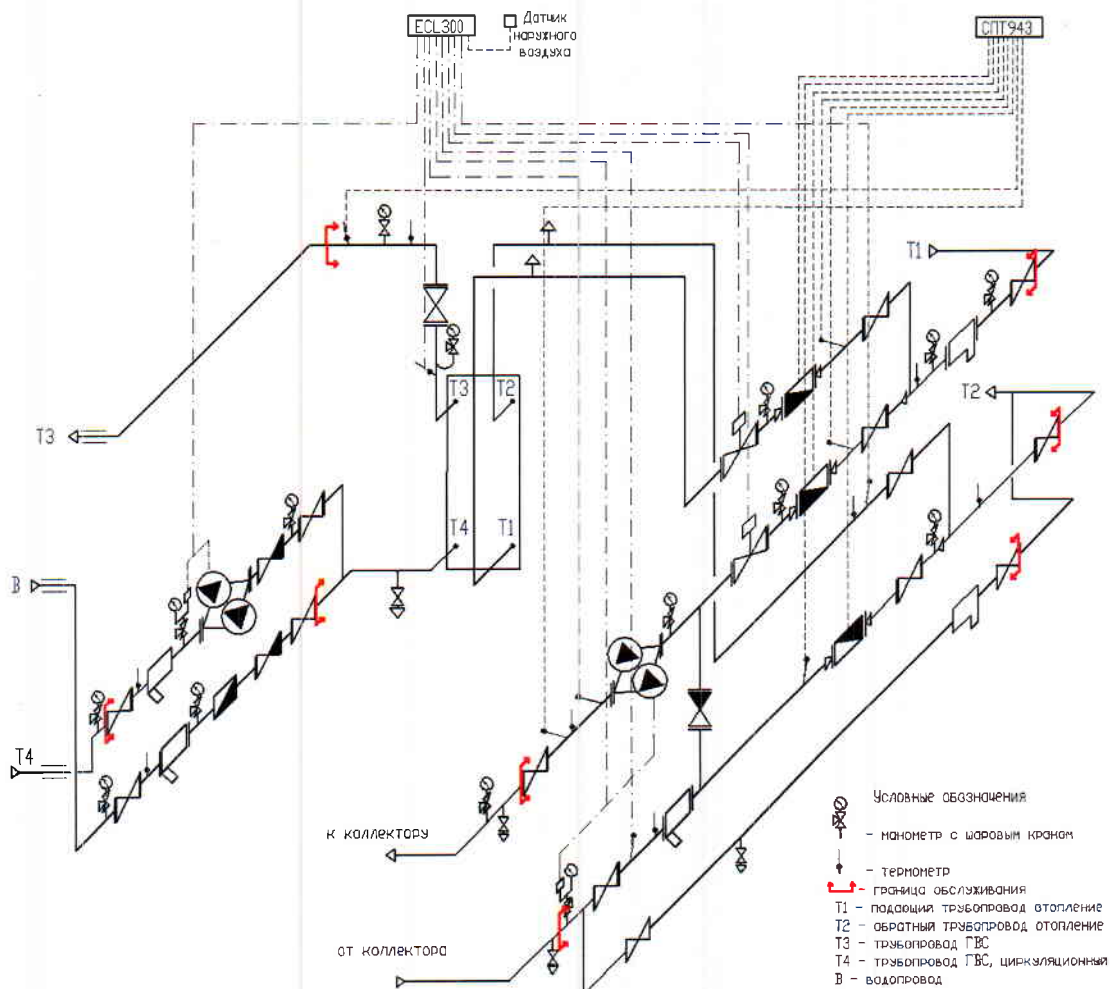 ECL300
Датчик
наружного
воздуха
СПТ943
Т1
Т2
Т3
Т2
Т3
Т4
Т1
В
Т4
к коллектору
от коллектора
Условные обозначения
- манометр с шаровым краном
- термометр
- граница обслуживания
Т1 - падающий трубопровод отопление
Т2 - обратный трубопровод отопление
Т3 - трубопровод ГВС
Т4 - трубопровод ГВС, циркуляционный
В - водопровод